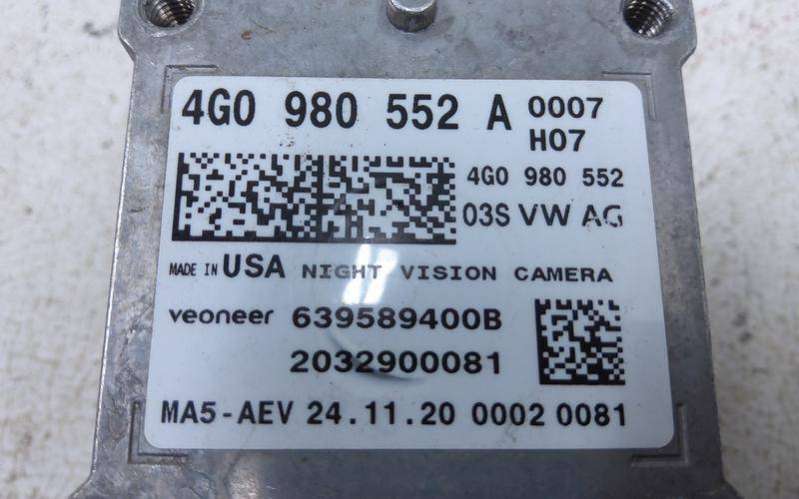 4G0 980 552 A 0007
H07
4G0 980 552
03S VW AG
MADE IN USA NIGHT VISION CAMERA
veoneer 639589400B
2032900081
MA5-AEV 24.11.20 0002 0081